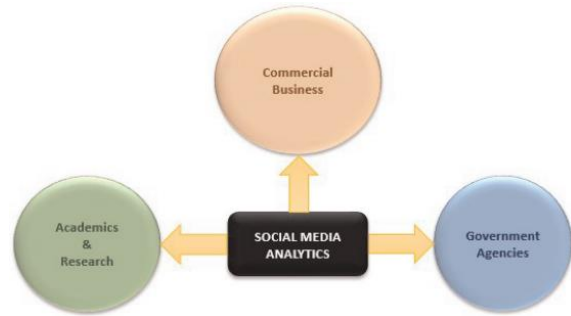 Commercial
Business
Academics
&
Research
SOCIAL MEDIA
ANALYTICS
Government
Agencies